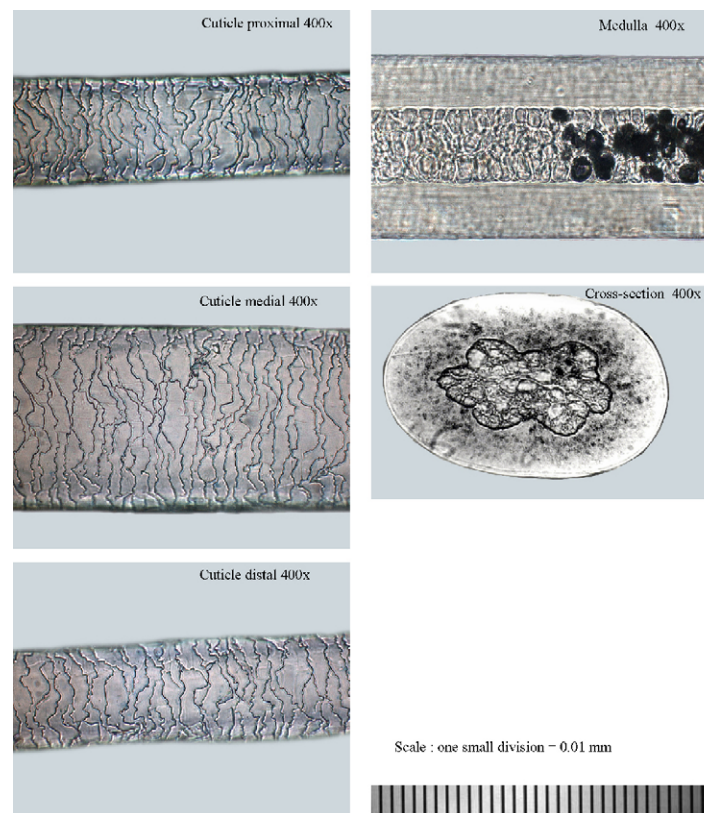 Cuticle proximal 400x
Medulla 400x
Cuticle medial 400x
Cross-section 400x
Cuticle distal 400x
Scale : one small division = 0.01 mm